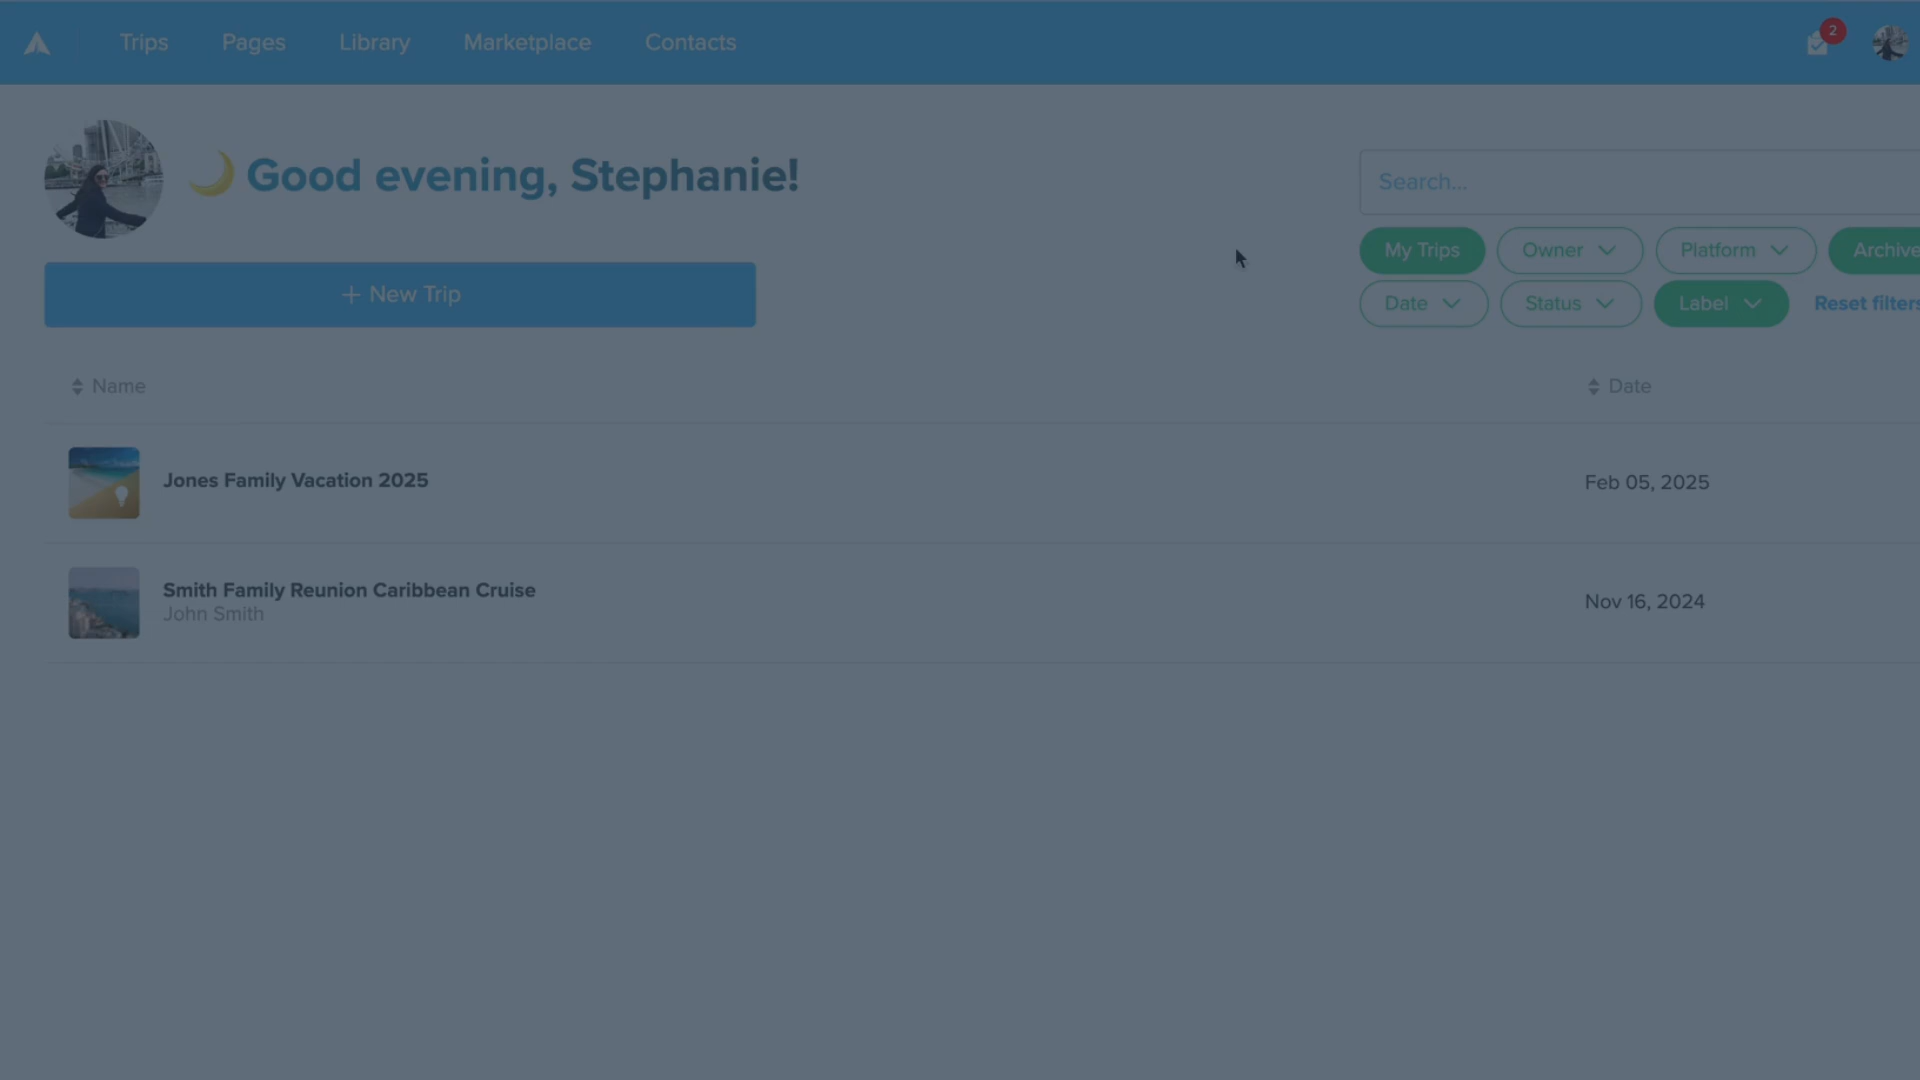 Trips Pages Library Marketplace Contacts 2
Good evening, Stephanie!
Search...
My Trips Owner Platform Archive
+ New Trip
Date Status Label Reset filters
Name Date
Jones Family Vacation 2025 Feb 05, 2025
Smith Family Reunion Caribbean Cruise
John Smith
Nov 16, 2024